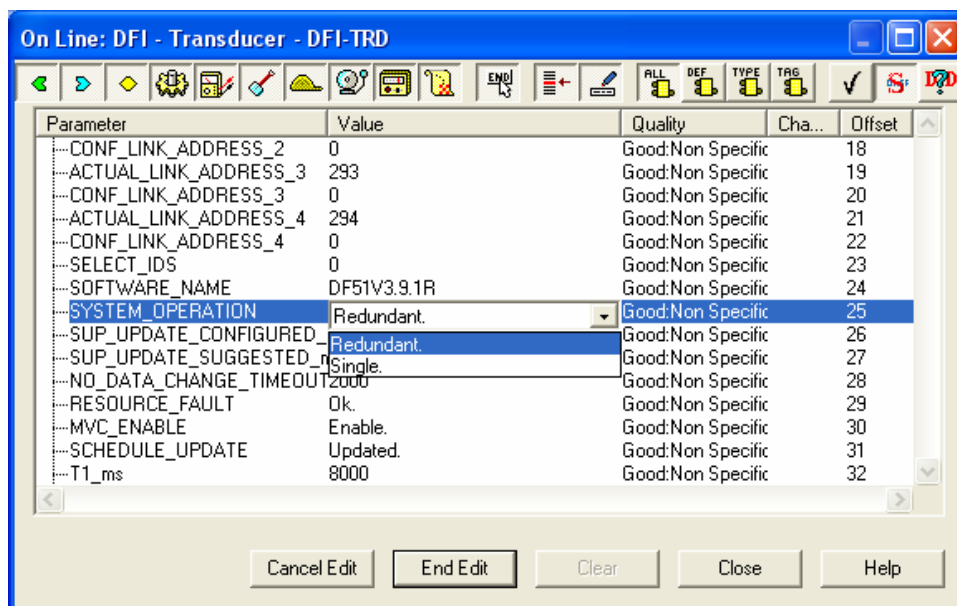 On Line: DFI - Transducer - DFI-TRD
END ALL DEF TYPE TAG
Parameter Value Quality Cha... Offset
CONF_LINK_ADDRESS_2 0 Good:Non Specific 18
ACTUAL_LINK_ADDRESS_3 293 Good:Non Specific 19
CONF_LINK_ADDRESS_3 0 Good:Non Specific 20
ACTUAL_LINK_ADDRESS_4 294 Good:Non Specific 21
CONF_LINK_ADDRESS_4 0 Good:Non Specific 22
SELECT_IDS 0 Good:Non Specific 23
SOFTWARE_NAME DF51V3.9.1R Good:Non Specific 24
SYSTEM_OPERATION Redundant. Good:Non Specific 25
SUP_UPDATE_CONFIGURED_ Redundant. Good:Non Specific 26
SUP_UPDATE_SUGGESTED_ Single. Good:Non Specific 27
NO_DATA_CHANGE_TIMEOUT 2000 Good:Non Specific 28
RESOURCE_FAULT Ok. Good:Non Specific 29
MVC_ENABLE Enable. Good:Non Specific 30
SCHEDULE_UPDATE Updated. Good:Non Specific 31
T1_ms 8000 Good:Non Specific 32
Cancel Edit End Edit Clear Close Help